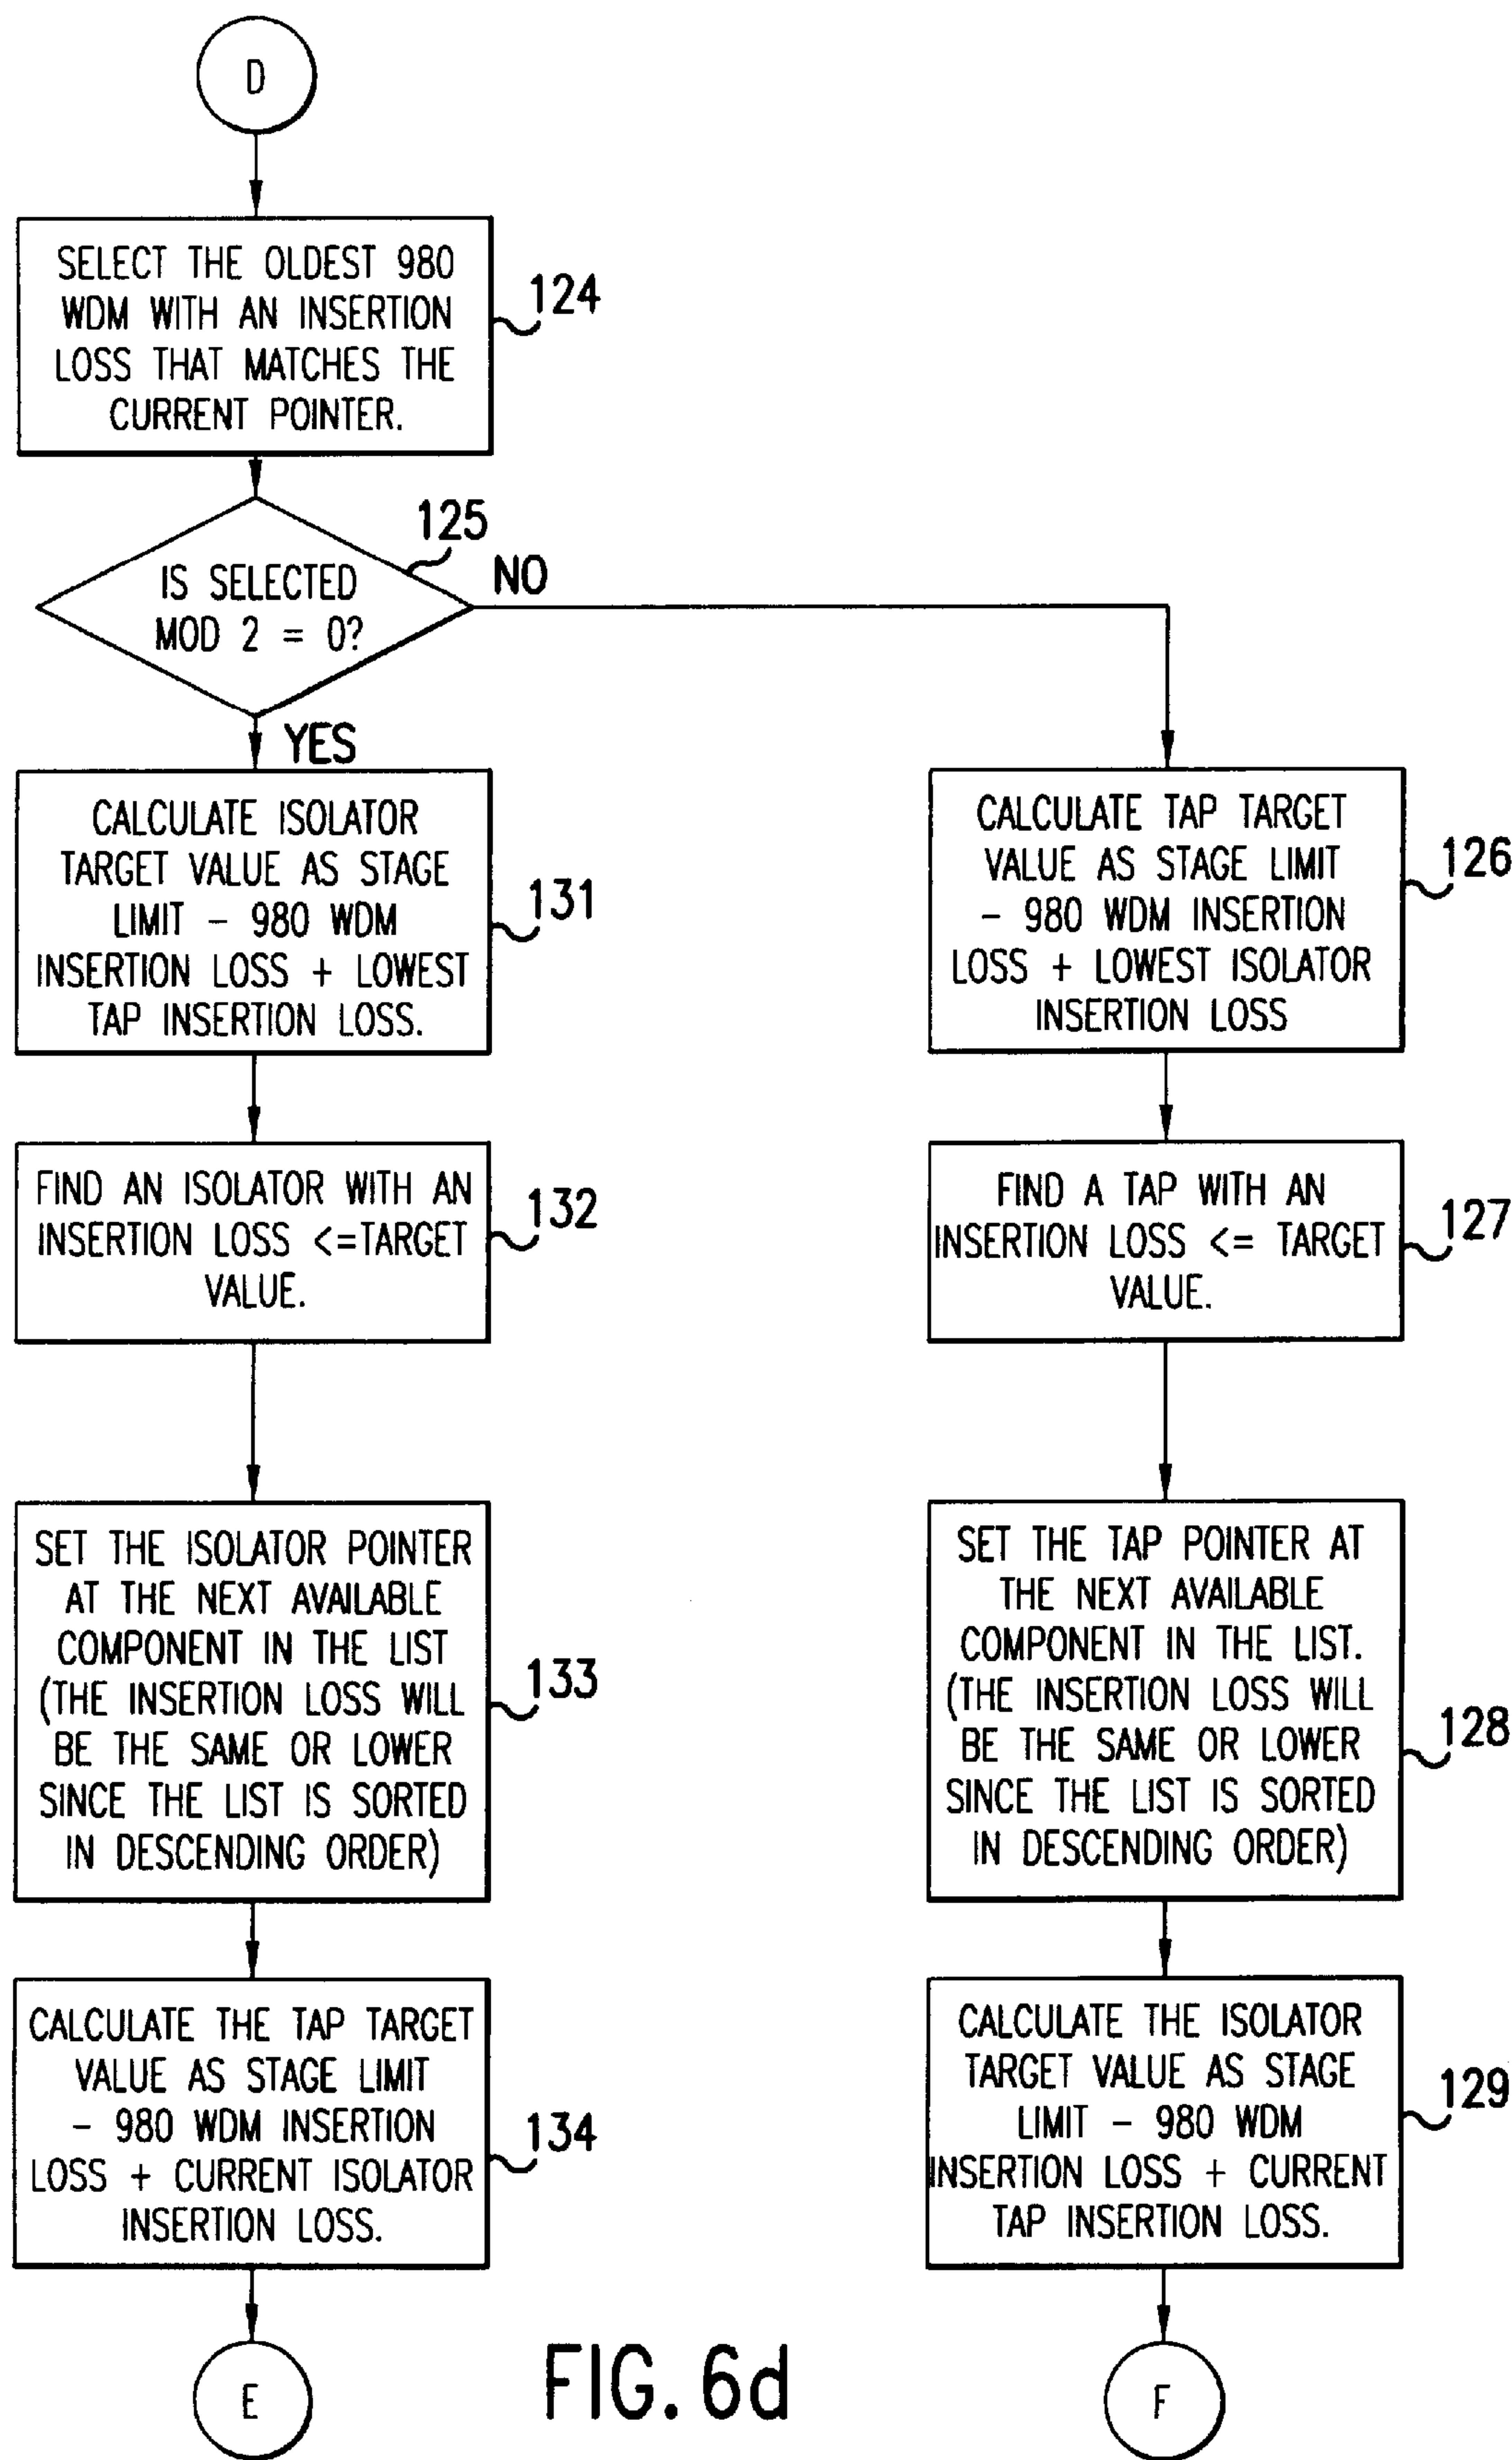 D
SELECT THE OLDEST 980
WDM WITH AN INSERTION
LOSS THAT MATCHES THE
CURRENT POINTER.
124
125
IS SELECTED
MOD 2 = 0?
NO
YES
CALCULATE ISOLATOR
TARGET VALUE AS STAGE
LIMIT - 980 WDM
INSERTION LOSS + LOWEST
TAP INSERTION LOSS.
131
FIND AN ISOLATOR WITH AN
INSERTION LOSS <=TARGET
VALUE.
132
SET THE ISOLATOR POINTER
AT THE NEXT AVAILABLE
COMPONENT IN THE LIST
(THE INSERTION LOSS WILL
BE THE SAME OR LOWER
SINCE THE LIST IS SORTED
IN DESCENDING ORDER)
133
CALCULATE THE TAP TARGET
VALUE AS STAGE LIMIT
- 980 WDM INSERTION
LOSS + CURRENT ISOLATOR
INSERTION LOSS.
134
E
CALCULATE TAP TARGET
VALUE AS STAGE LIMIT
- 980 WDM INSERTION
LOSS + LOWEST ISOLATOR
INSERTION LOSS
126
FIND A TAP WITH AN
INSERTION LOSS <= TARGET
VALUE.
127
SET THE TAP POINTER AT
THE NEXT AVAILABLE
COMPONENT IN THE LIST.
(THE INSERTION LOSS WILL
BE THE SAME OR LOWER
SINCE THE LIST IS SORTED
IN DESCENDING ORDER)
128
CALCULATE THE ISOLATOR
TARGET VALUE AS STAGE
LIMIT - 980 WDM
INSERTION LOSS + CURRENT
TAP INSERTION LOSS.
129
F
FIG. 6d